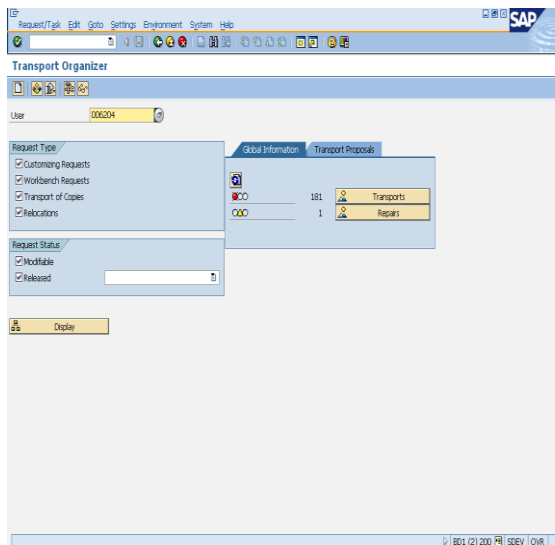 Request/Task Edit Goto Settings Environment System Help
SAP
Transport Organizer
User 006204
Request Type
Customizing Requests
Workbench Requests
Transport of Copies
Relocations
Global Information Transport Proposals
181 Transports
1 Repairs
Request Status
Modifiable
Released
Display
BD1 (2) 200 SDEV OVR